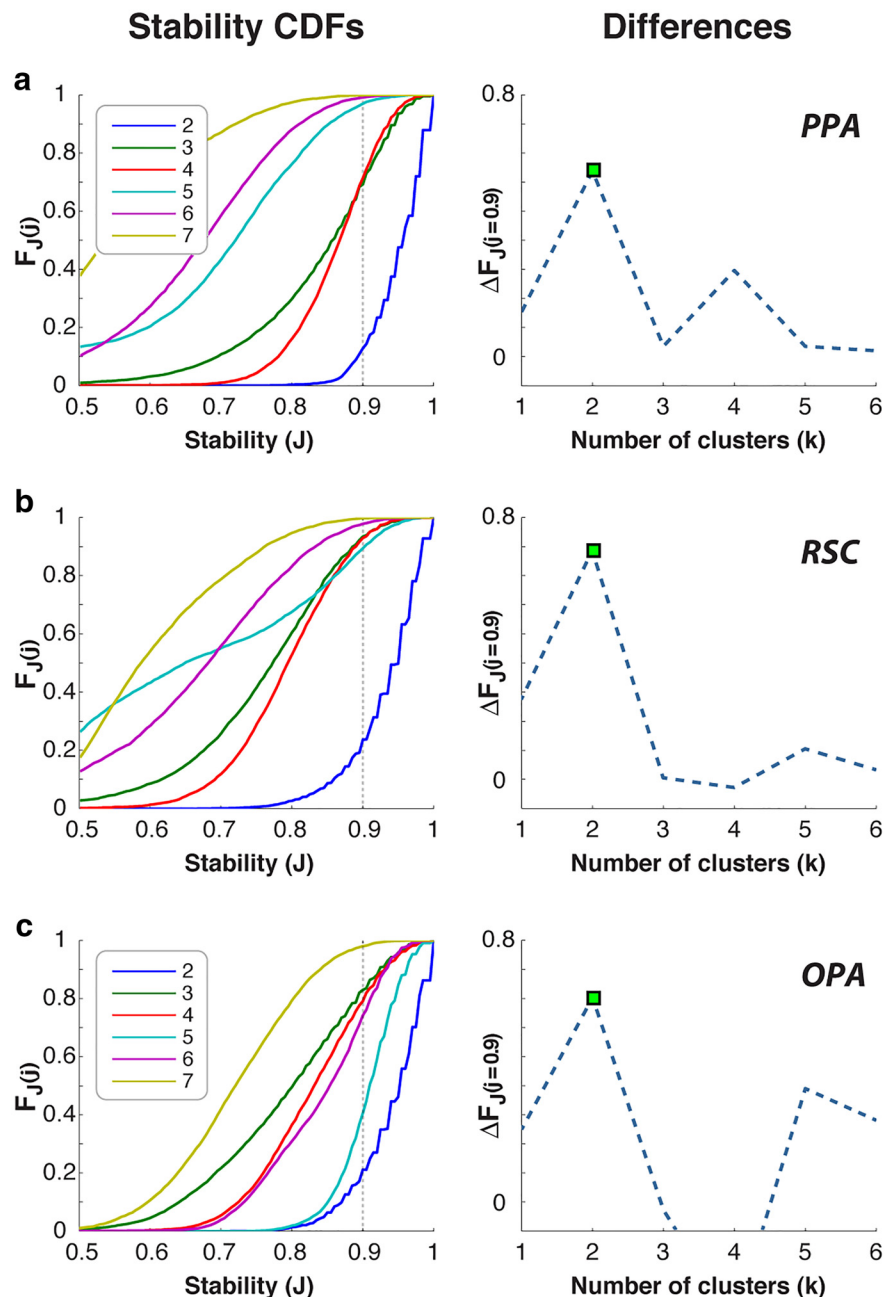 Stability CDFs
Differences
a
1
0.8
0.6
0.4
0.2
0
F_J(j)
2
3
4
5
6
7
0.5 0.6 0.7 0.8 0.9 1
Stability (J)
0.8
0
ΔF_J(j=0.9)
PPA
1 2 3 4 5 6
Number of clusters (k)
b
1
0.8
0.6
0.4
0.2
0
F_J(j)
0.5 0.6 0.7 0.8 0.9 1
Stability (J)
0.8
0
ΔF_J(j=0.9)
RSC
1 2 3 4 5 6
Number of clusters (k)
c
1
0.8
0.6
0.4
0.2
0
F_J(j)
2
3
4
5
6
7
0.5 0.6 0.7 0.8 0.9 1
Stability (J)
0.8
0
ΔF_J(j=0.9)
OPA
1 2 3 4 5 6
Number of clusters (k)